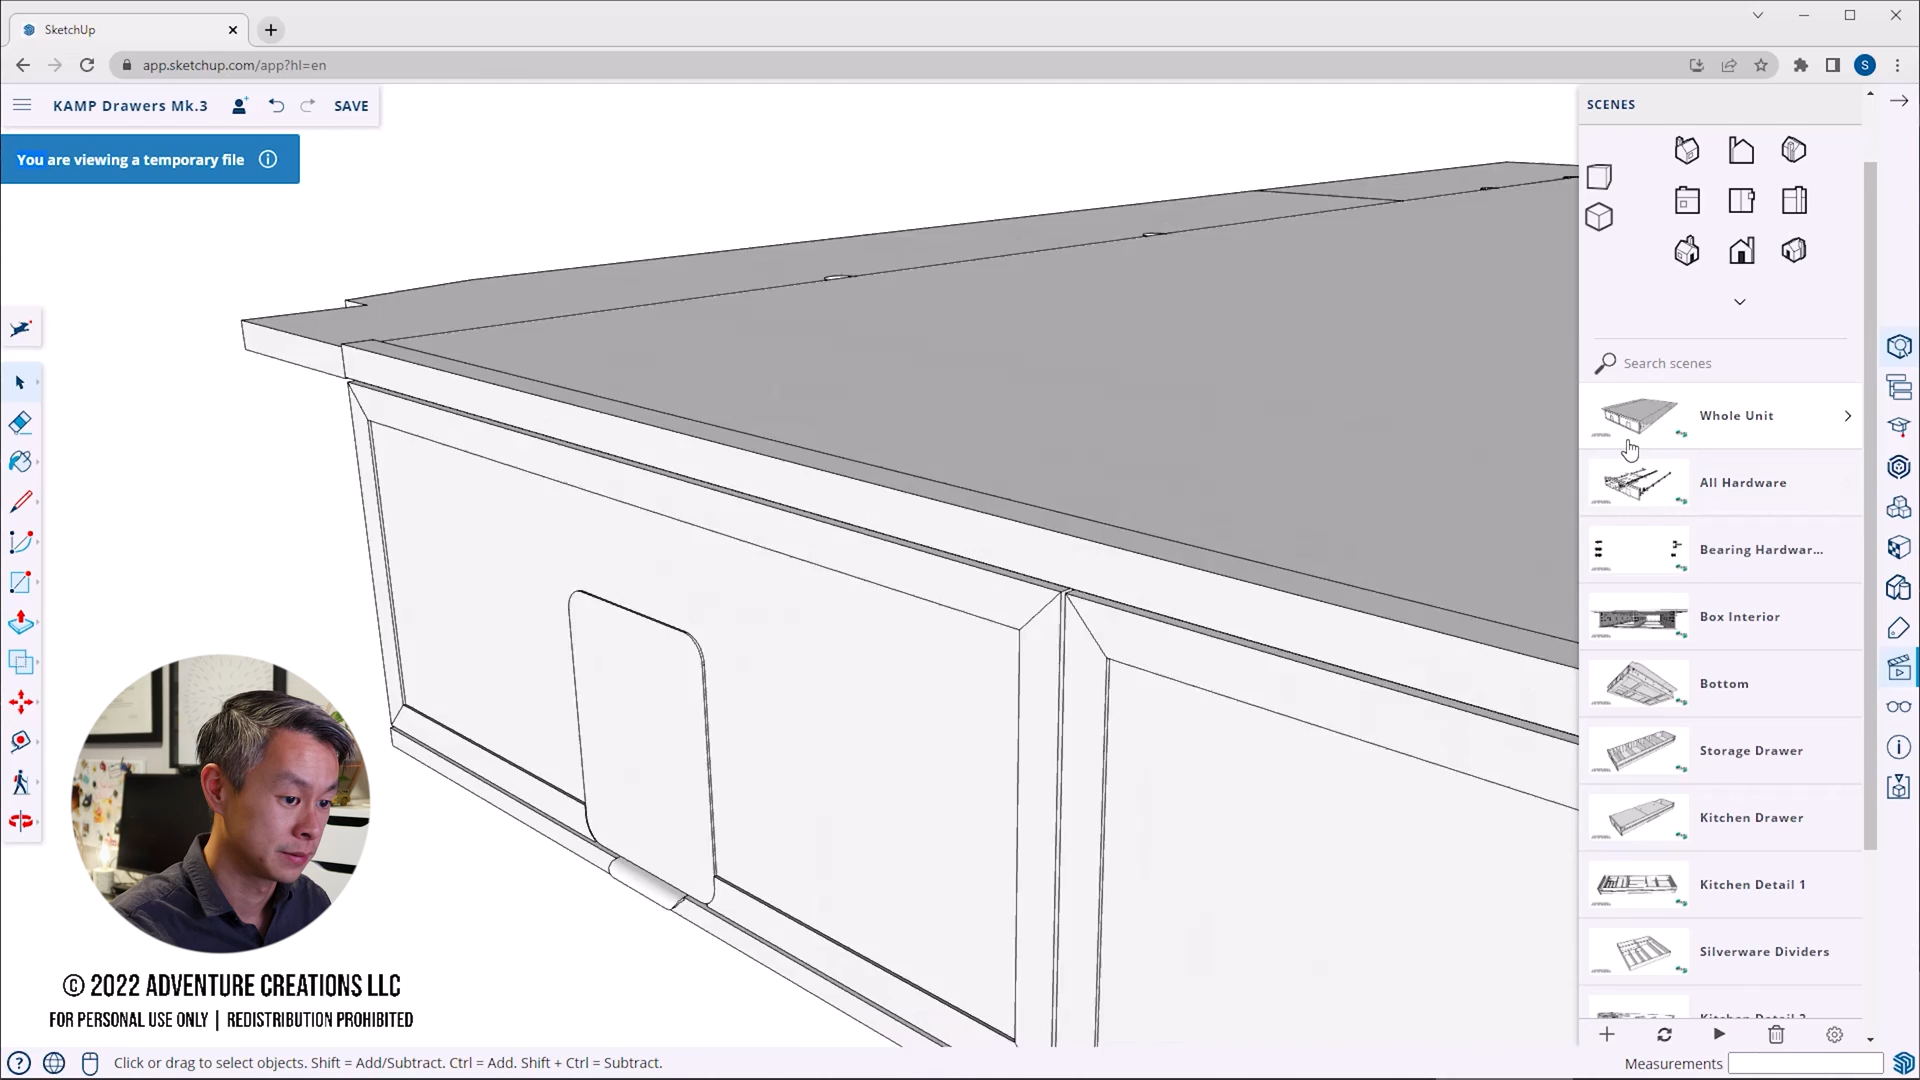 SketchUp
app.sketchup.com/app?hl=en
S
KAMP Drawers Mk.3
SAVE
You are viewing a temporary file
SCENES
Search scenes
Whole Unit
All Hardware
Bearing Hardwar...
Box Interior
Bottom
Storage Drawer
Kitchen Drawer
Kitchen Detail 1
Silverware Dividers
© 2022 ADVENTURE CREATIONS LLC
FOR PERSONAL USE ONLY | REDISTRIBUTION PROHIBITED
Click or drag to select objects. Shift = Add/Subtract. Ctrl = Add. Shift + Ctrl = Subtract.
Measurements